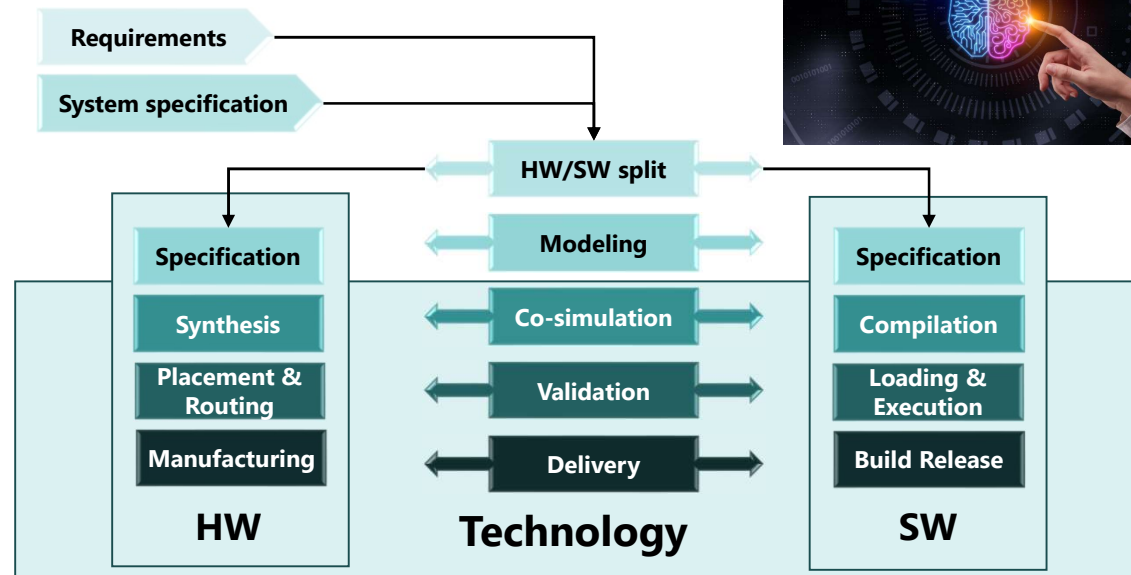 Requirements
System specification
HW/SW split
Modeling
Specification
Specification
Synthesis
Co-simulation
Compilation
Placement &
Routing
Validation
Loading &
Execution
Manufacturing
Delivery
Build Release
HW
Technology
SW